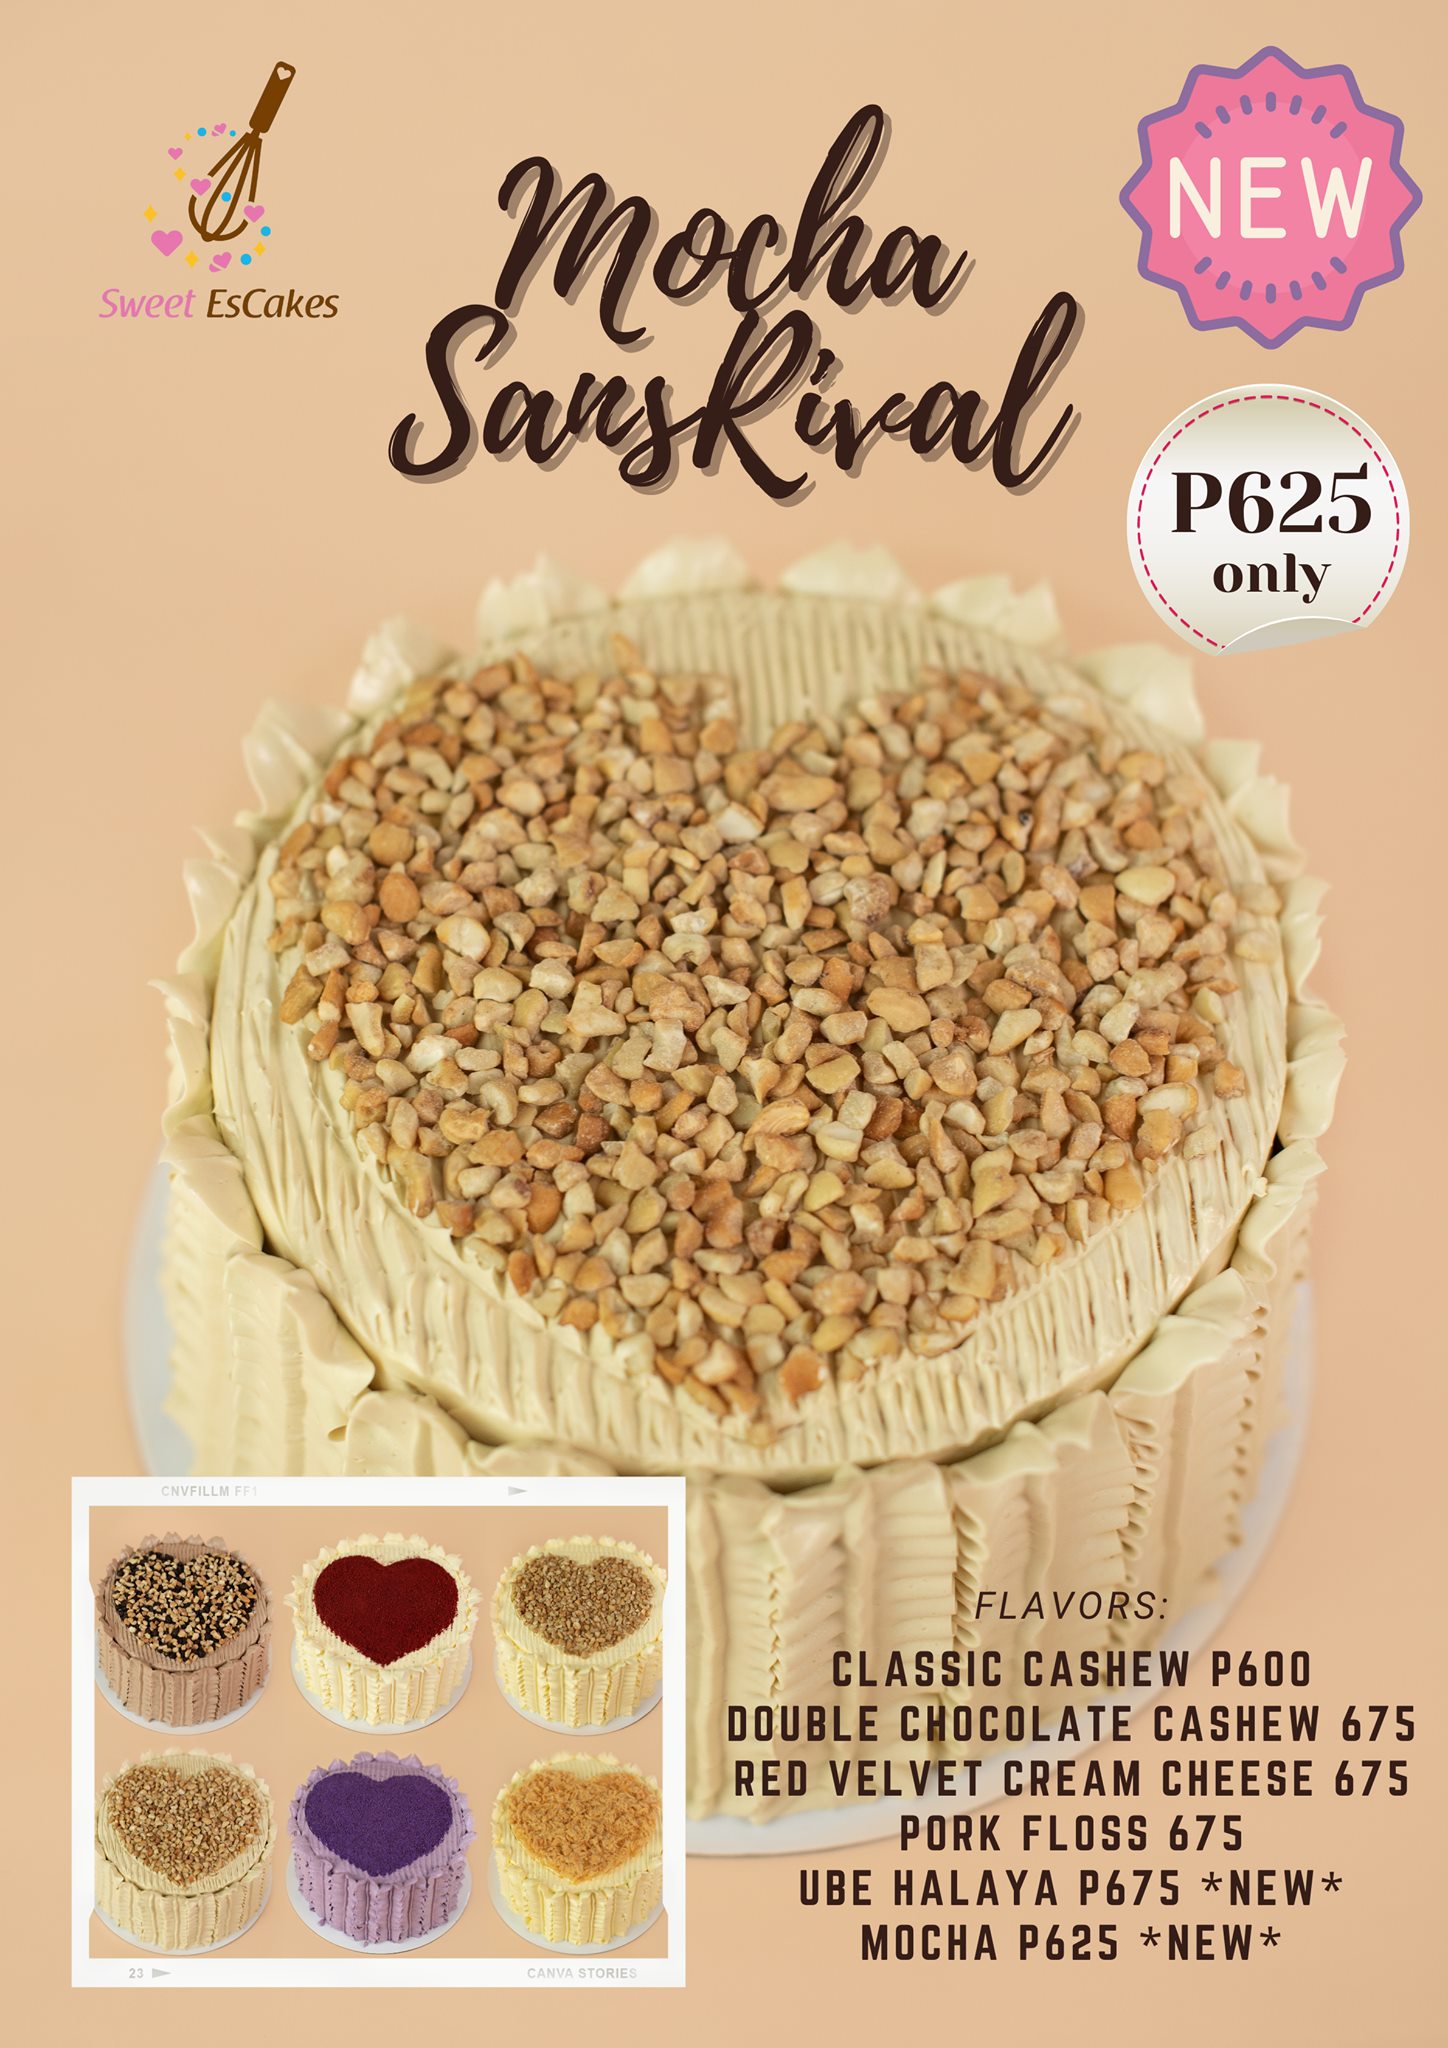 Sweet EsCakes
Mocha
SansRival
NEW
P625
only
CNVFILLM FF1
23
CANVA STORIES
FLAVORS:
CLASSIC CASHEW P600
DOUBLE CHOCOLATE CASHEW 675
RED VELVET CREAM CHEESE 675
PORK FLOSS 675
UBE HALAYA P675 *NEW*
MOCHA P625 *NEW*